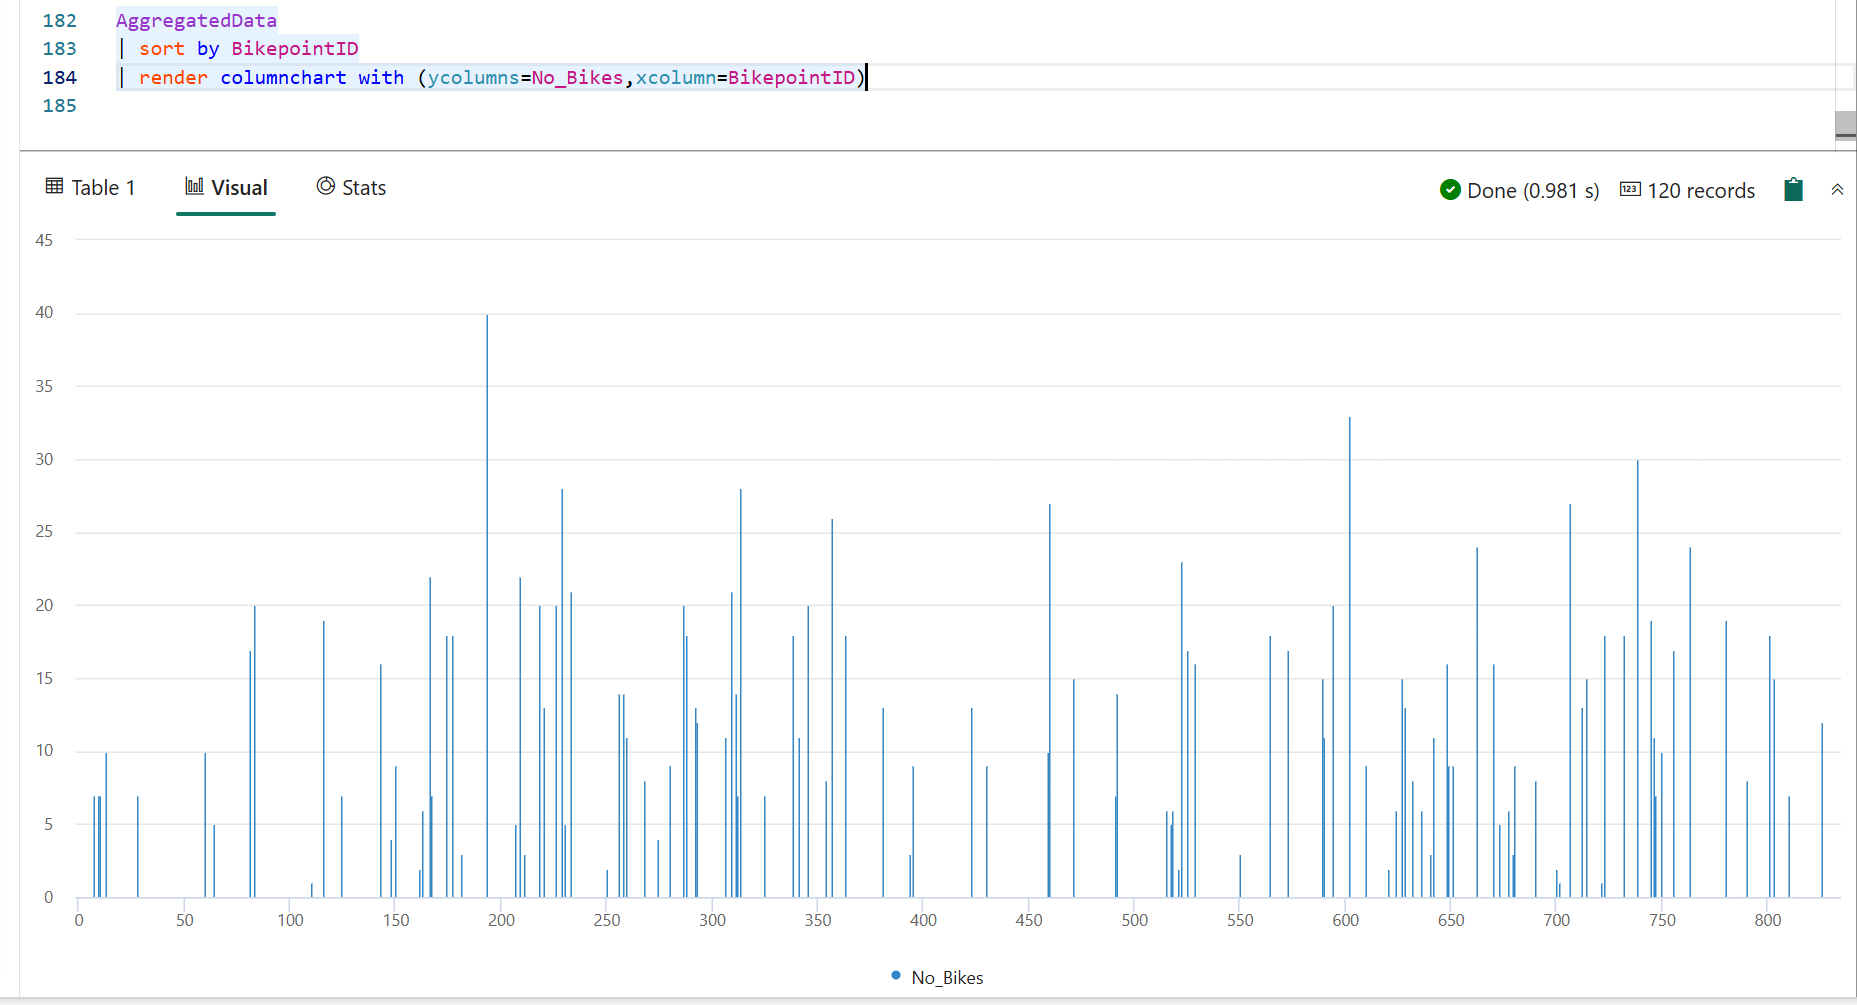 182 AggregatedData
183 | sort by BikepointID
184 | render columnchart with (ycolumns=No_Bikes,xcolumn=BikepointID)
185
Table 1 Visual Stats Done (0.981 s) 123 120 records
45
40
35
30
25
20
15
10
5
0
0 50 100 150 200 250 300 350 400 450 500 550 600 650 700 750 800
No_Bikes